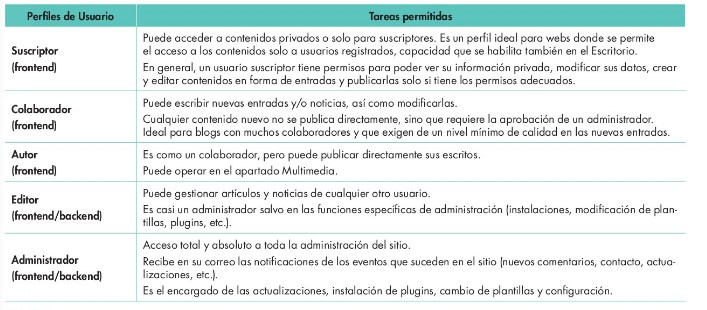 Perfiles de Usuario
Tareas permitidas
Suscriptor
(frontend)
Puede acceder a contenidos privados o solo para suscriptores. Es un perfil ideal para webs donde se permite
el acceso a los contenidos solo a usuarios registrados, capacidad que se habilita también en el Escritorio.
En general, un usuario suscriptor tiene permisos para poder ver su información privada, modificar sus datos, crear
y editar contenidos en forma de entradas y publicarlas solo si tiene los permisos adecuados.
Colaborador
(frontend)
Puede escribir nuevas entradas y/o noticias, así como modificarlas.
Cualquier contenido nuevo no se publica directamente, sino que requiere la aprobación de un administrador.
Ideal para blogs con muchos colaboradores y que exigen de un nivel mínimo de calidad en las nuevas entradas.
Autor
(frontend)
Es como un colaborador, pero puede publicar directamente sus escritos.
Puede operar en el apartado Multimedia.
Editor
(frontend/backend)
Puede gestionar artículos y noticias de cualquier otro usuario.
Es casi un administrador salvo en las funciones específicas de administración (instalaciones, modificación de plan-
tillas, plugins, etc.).
Administrador
(frontend/backend)
Acceso total y absoluto a toda la administración del sitio.
Recibe en su correo las notificaciones de los eventos que suceden en el sitio (nuevos comentarios, contacto, actua-
lizaciones, etc.).
Es el encargado de las actualizaciones, instalación de plugins, cambio de plantillas y configuración.